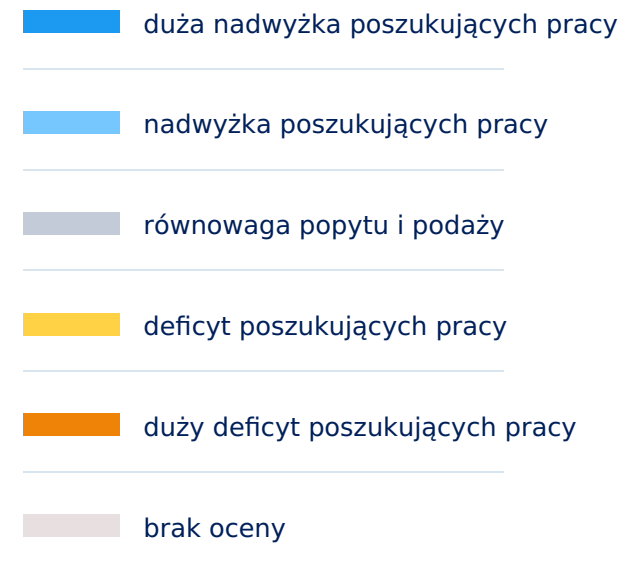 duża nadwyżka poszukujących pracy
nadwyżka poszukujących pracy
równowaga popytu i podaży
deficyt poszukujących pracy
duży deficyt poszukujących pracy
brak oceny